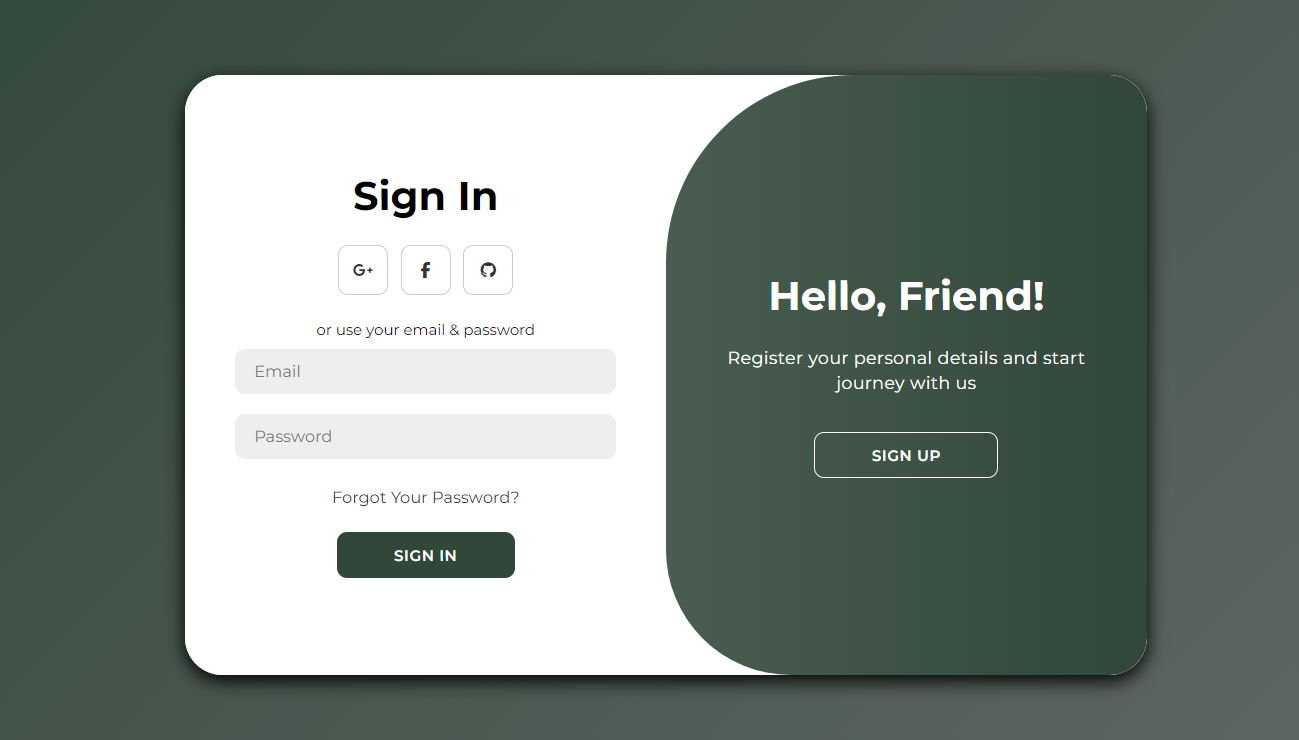 Sign In
G+
or use your email & password
Email
Password
Forgot Your Password?
SIGN IN
Hello, Friend!
Register your personal details and start
journey with us
SIGN UP